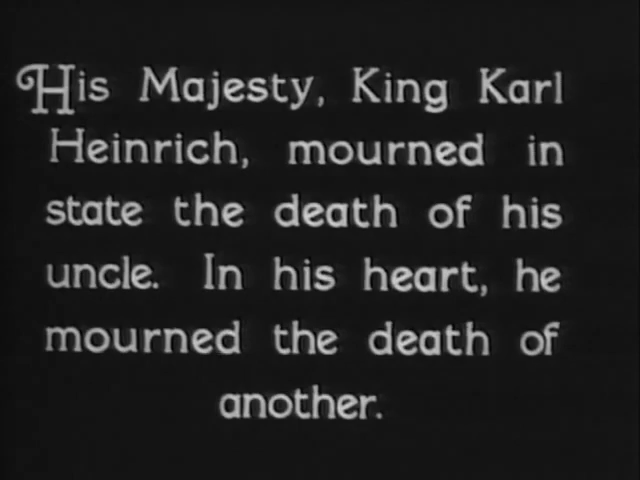 His Majesty, King Karl
Heinrich, mourned in
state the death of his
uncle. In his heart, he
mourned the death of
another.